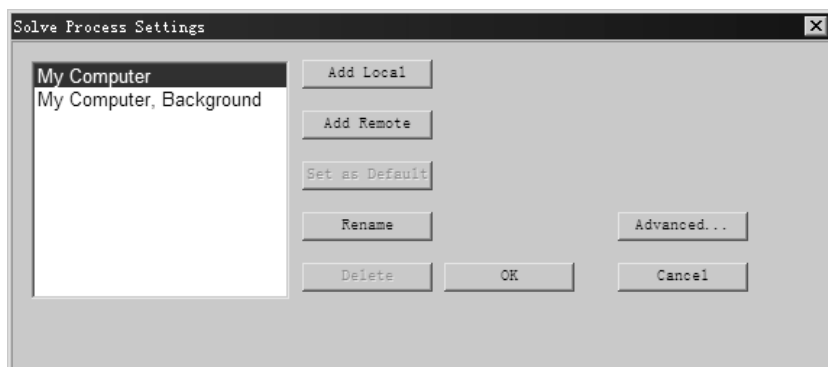 Solve Process Settings
My Computer
My Computer, Background
Add Local
Add Remote
Set as Default
Rename
Advanced...
Delete
OK
Cancel